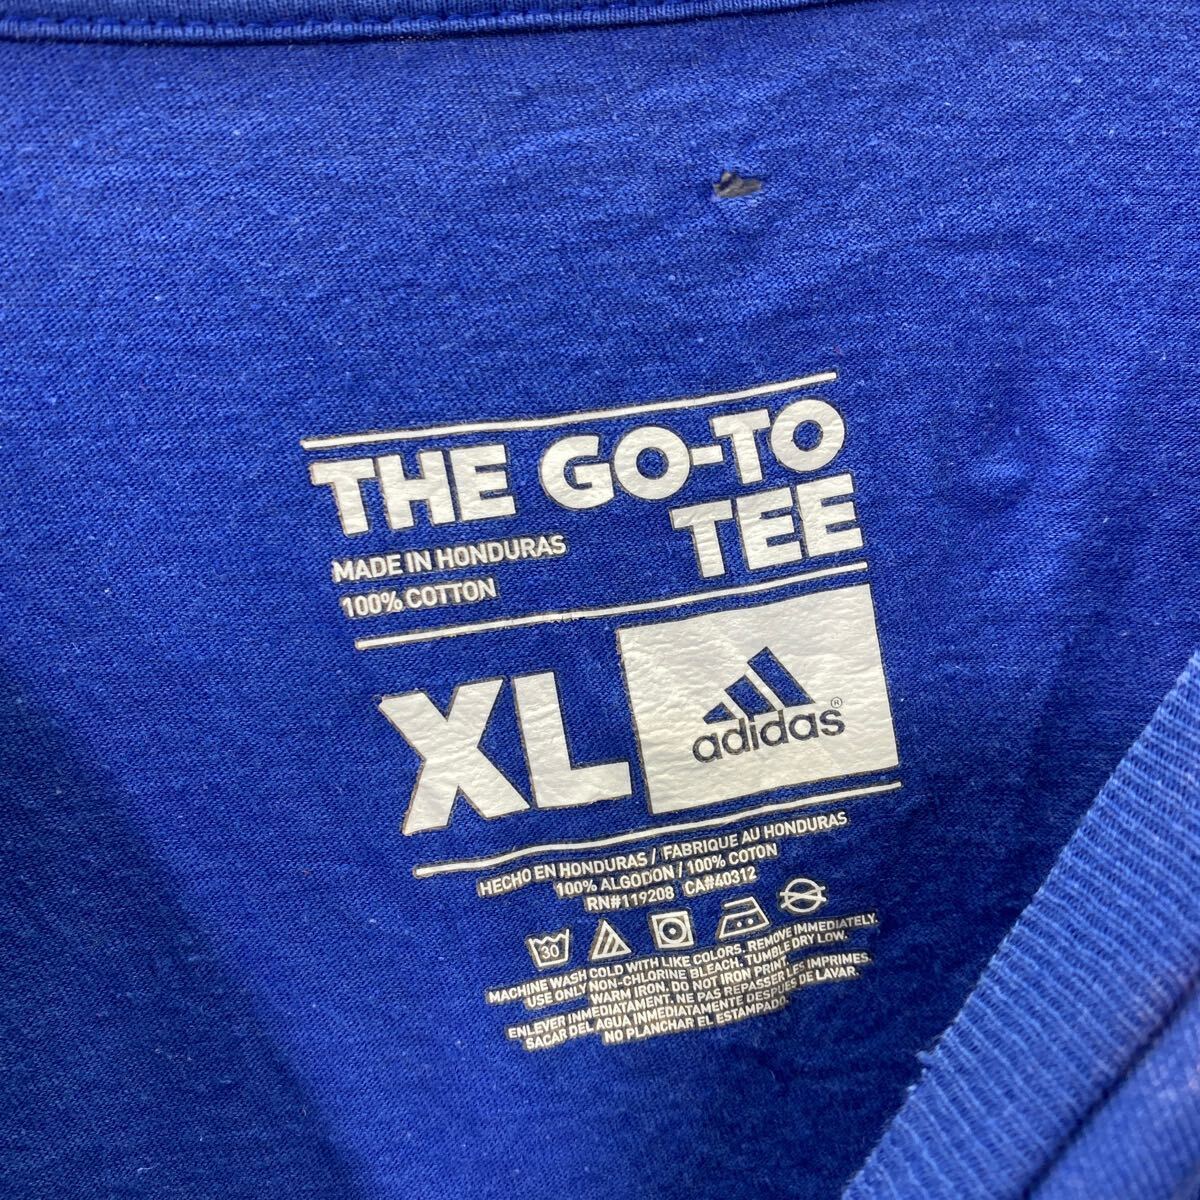 THE GO-TO
TEE
MADE IN HONDURAS
100% COTTON
XL
adidas®
HECHO EN HONDURAS / FABRIQUE AU HONDURAS
100% ALGODON / 100% COTON
RN#119208 CA#40312
30
MACHINE WASH COLD WITH LIKE COLORS. REMOVE IMMEDIATELY.
USE ONLY NON-CHLORINE BLEACH. TUMBLE DRY LOW.
WARM IRON. DO NOT IRON PRINT.
ENLEVER INMEDIATAMENT. NE PAS REPASSER LES IMPRIMES.
SACAR DEL AGUA INMEDIATAMENTE DESPUES DE LAVAR.
NO PLANCHAR EL ESTAMPADO.